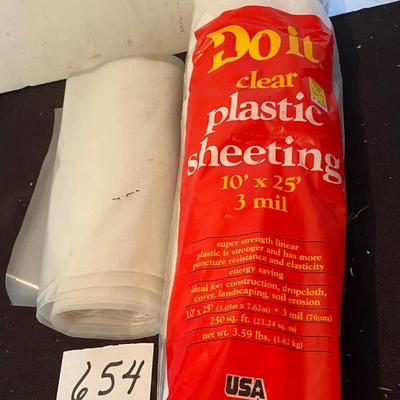 Do it
clear
plastic
sheeting
10' x 25'
3 mil
super strength linear
plastic is stronger and has more
puncture resistance and elasticity
energy saving
ideal for: construction, dropcloth,
cover, landscaping, soil erosion
10' x 25' (3.05m x 7.62m) • 3 mil (76µm)
250 sq. ft. (23.24 sq. m)
net wt. 3.59 lbs. (1.62 kg)
USA
654